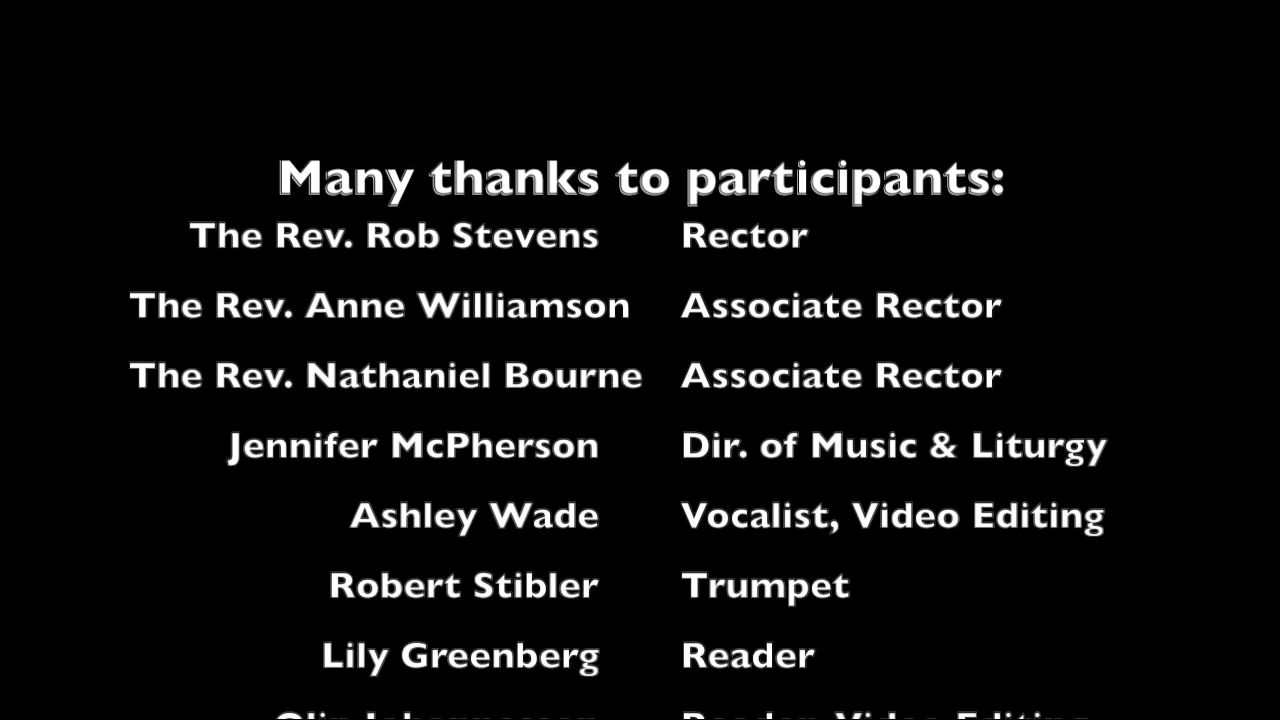 Many thanks to participants:
The Rev. Rob Stevens Rector
The Rev. Anne Williamson Associate Rector
The Rev. Nathaniel Bourne Associate Rector
Jennifer McPherson Dir. of Music & Liturgy
Ashley Wade Vocalist, Video Editing
Robert Stibler Trumpet
Lily Greenberg Reader